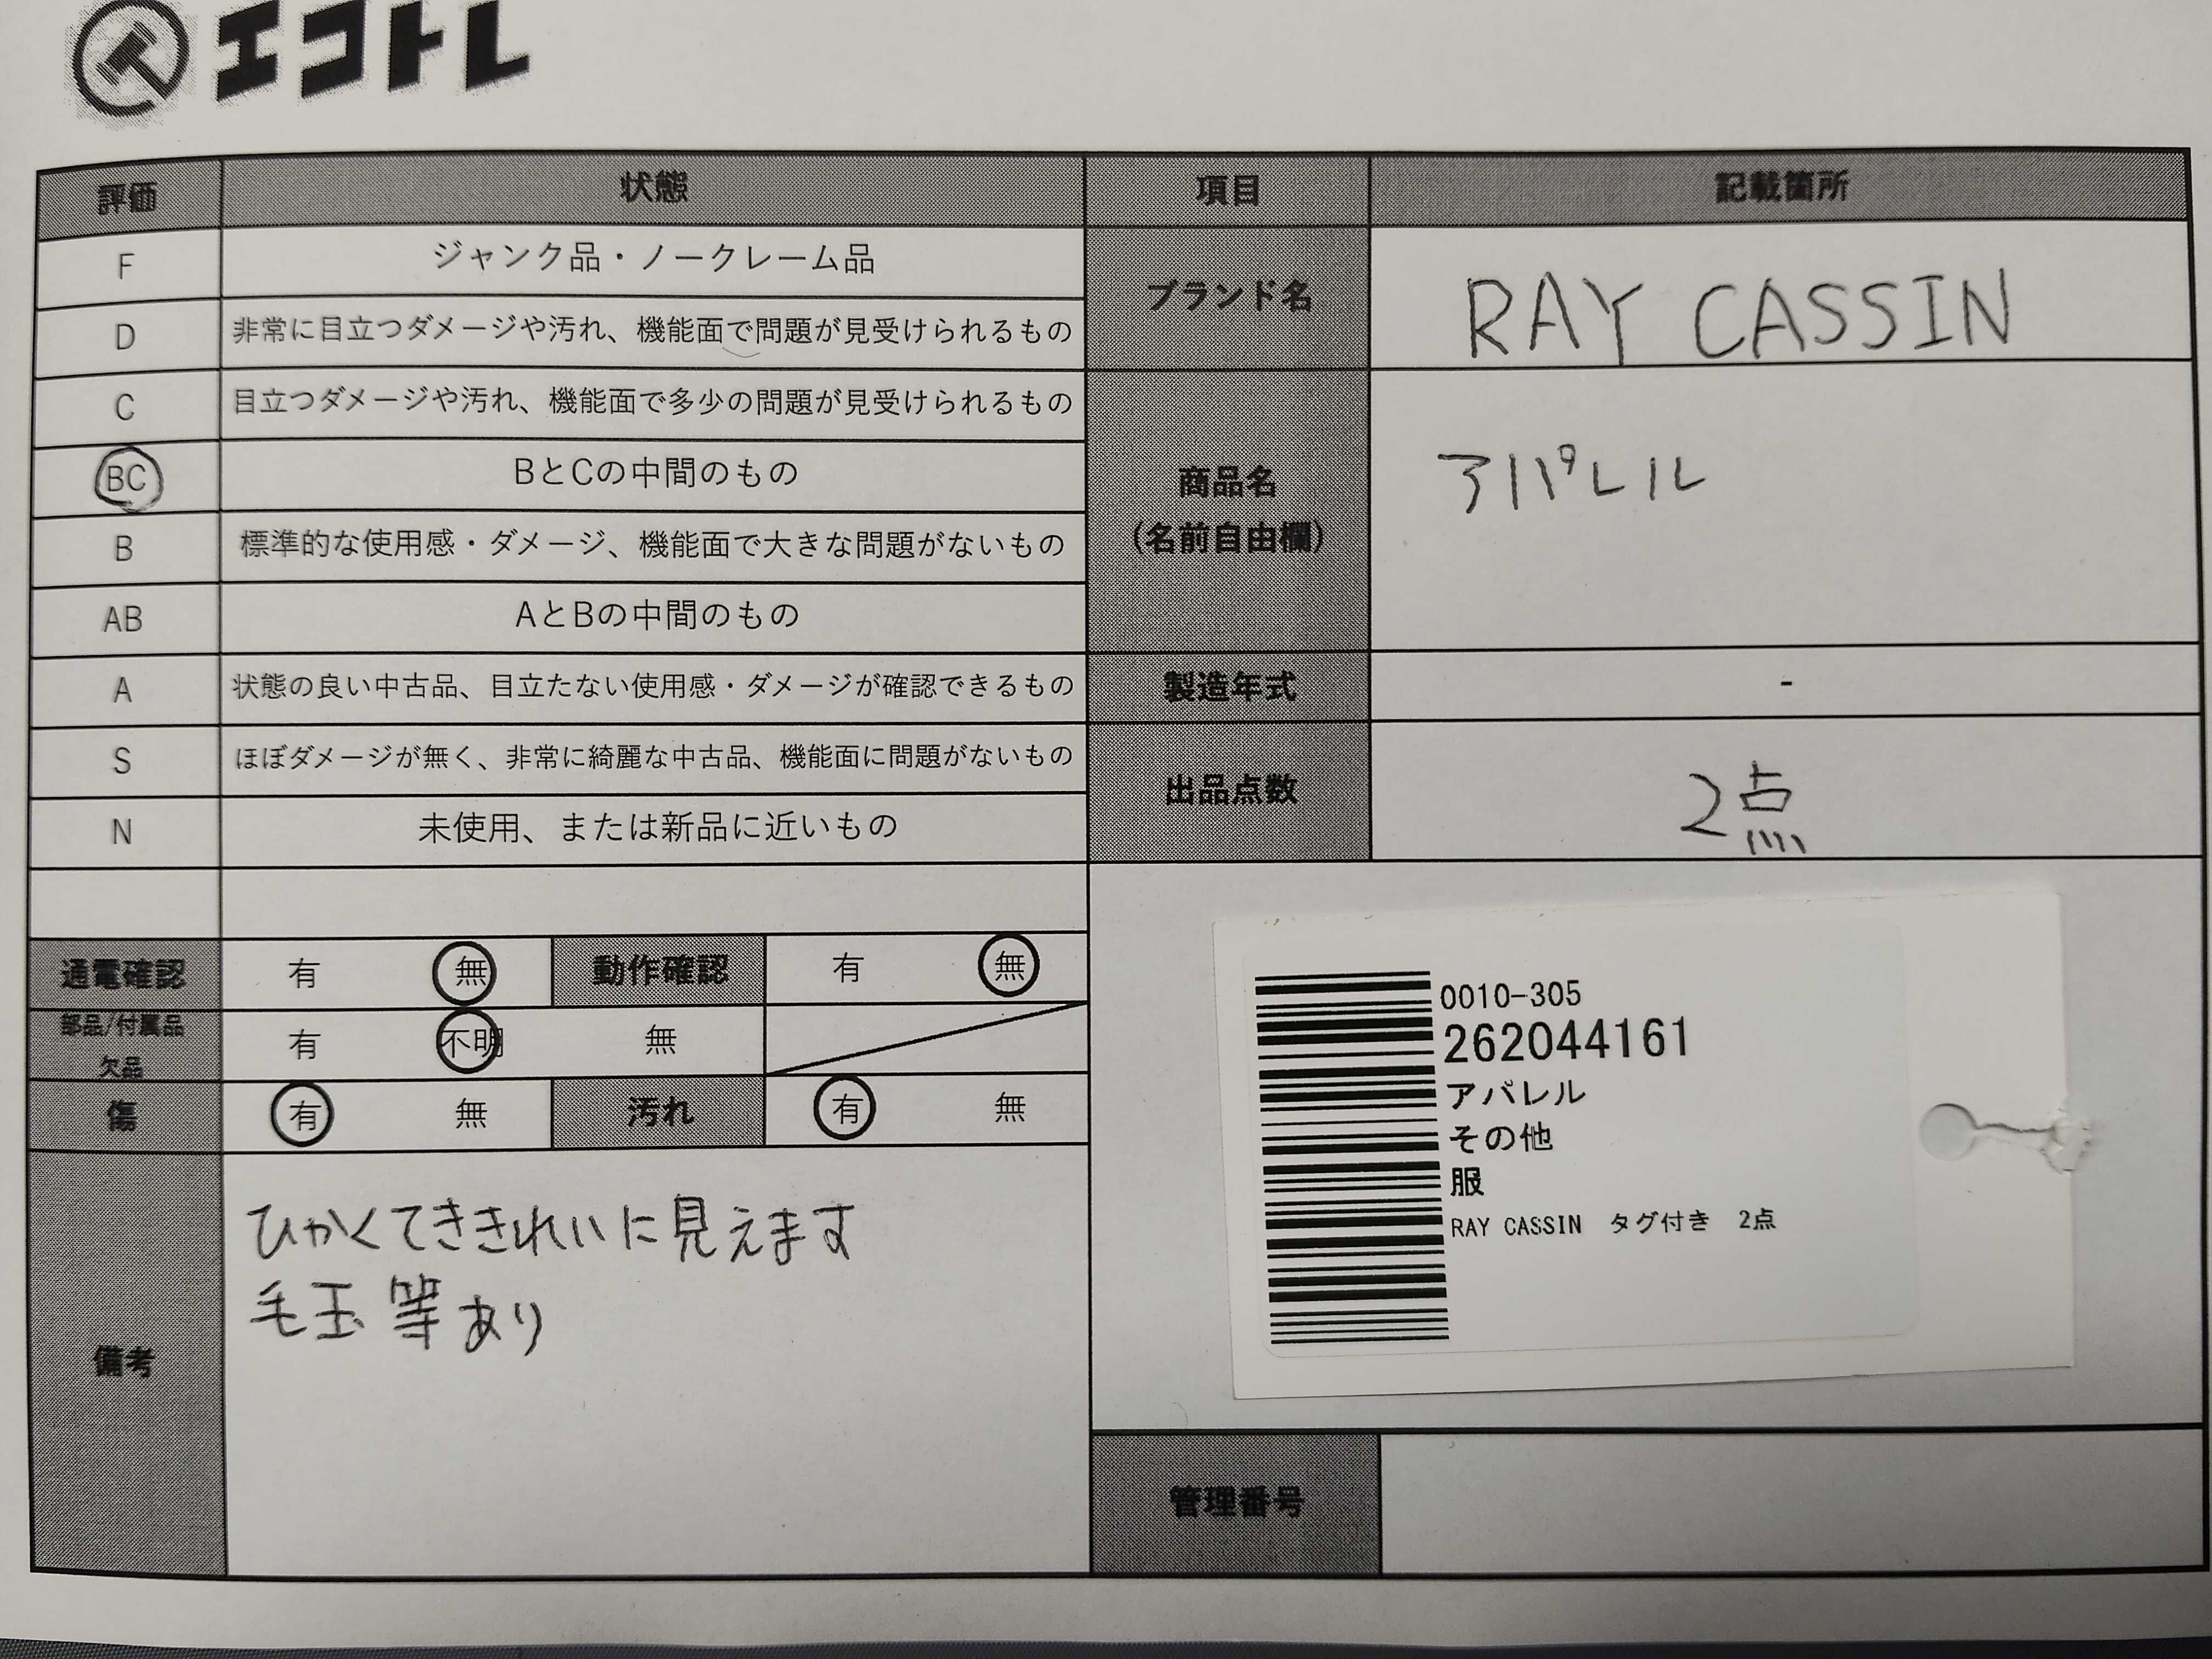 エコトレ
評価 状態
F ジャンク品・ノークレーム品
D 非常に目立つダメージや汚れ、機能面で問題が見受けられるもの
C 目立つダメージや汚れ、機能面で多少の問題が見受けられるもの
BC BとCの中間のもの
B 標準的な使用感・ダメージ、機能面で大きな問題がないもの
AB AとBの中間のもの
A 状態の良い中古品、目立たない使用感・ダメージが確認できるもの
S ほぼダメージが無く、非常に綺麗な中古品、機能面に問題がないもの
N 未使用、または新品に近いもの
通電確認 有 無 動作確認 有 無
部品/付属品
欠品 有 不明 無
傷 有 無 汚れ 有 無
備考
ひかくてききれいに見えます
毛玉等あり
項目 記載箇所
ブランド名 RAY CASSIN
商品名
(名前自由欄)
アパレル
製造年式 -
出品点数 2点
0010-305
262044161
アパレル
その他
服
RAY CASSIN タグ付き 2点
管理番号